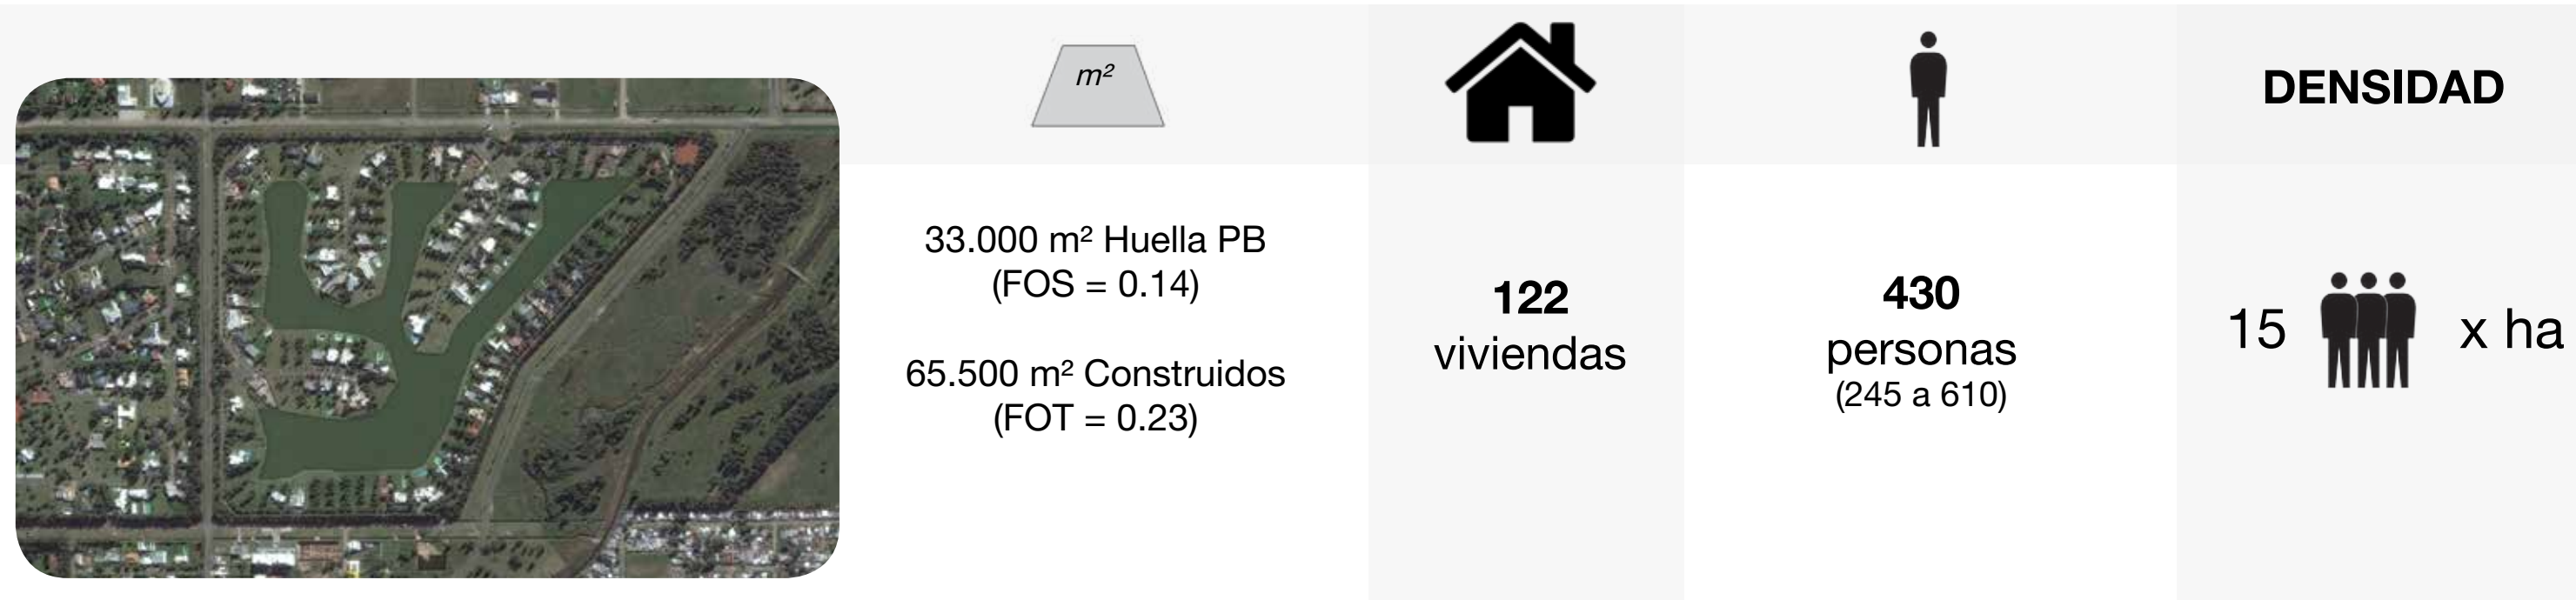 m²
DENSIDAD
33.000 m² Huella PB
(FOS = 0.14)
65.500 m² Construidos
(FOT = 0.23)
122
viviendas
430
personas
(245 a 610)
15 x ha